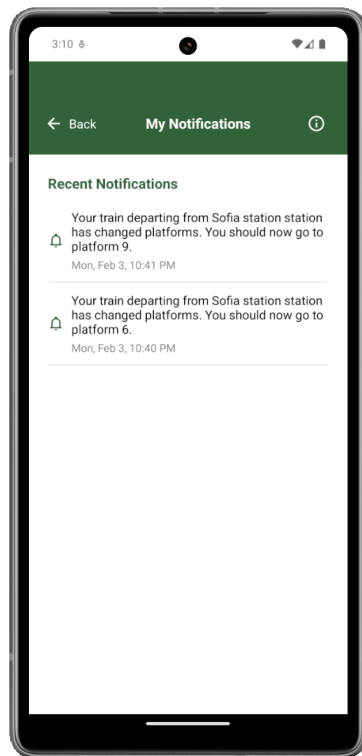 3:10
Back
My Notifications
Recent Notifications
Your train departing from Sofia station station
has changed platforms. You should now go to
platform 9.
Mon, Feb 3, 10:41 PM
Your train departing from Sofia station station
has changed platforms. You should now go to
platform 6.
Mon, Feb 3, 10:40 PM